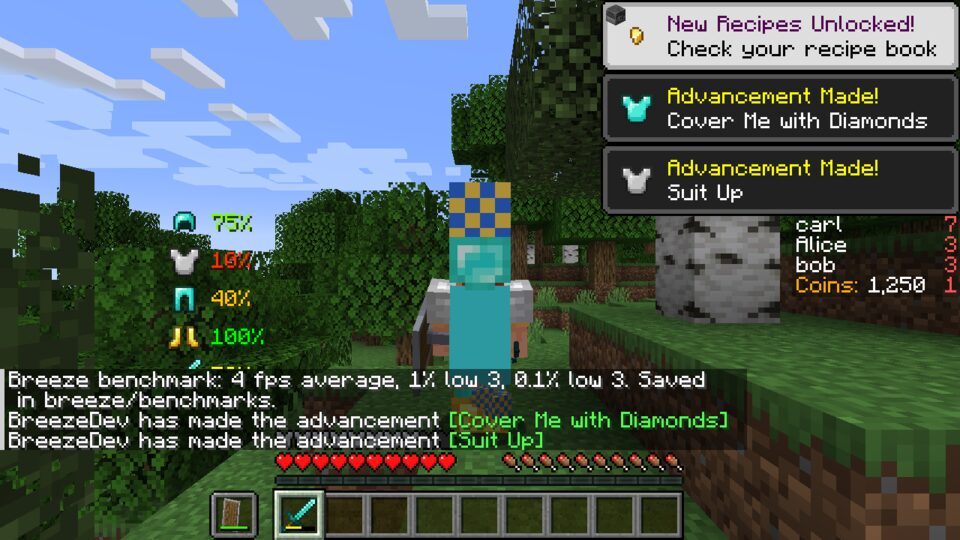 New Recipes Unlocked!
Check your recipe book
Advancement Made!
Cover Me with Diamonds
Advancement Made!
Suit Up
carl 7
Alice 3
bob 3
Coins: 1,250 1
75%
10%
40%
100%
Breeze benchmark: 4 fps average, 1% low 3, 0.1% low 3. Saved
in breeze/benchmarks.
BreezeDev has made the advancement [Cover Me with Diamonds]
BreezeDev has made the advancement [Suit Up]